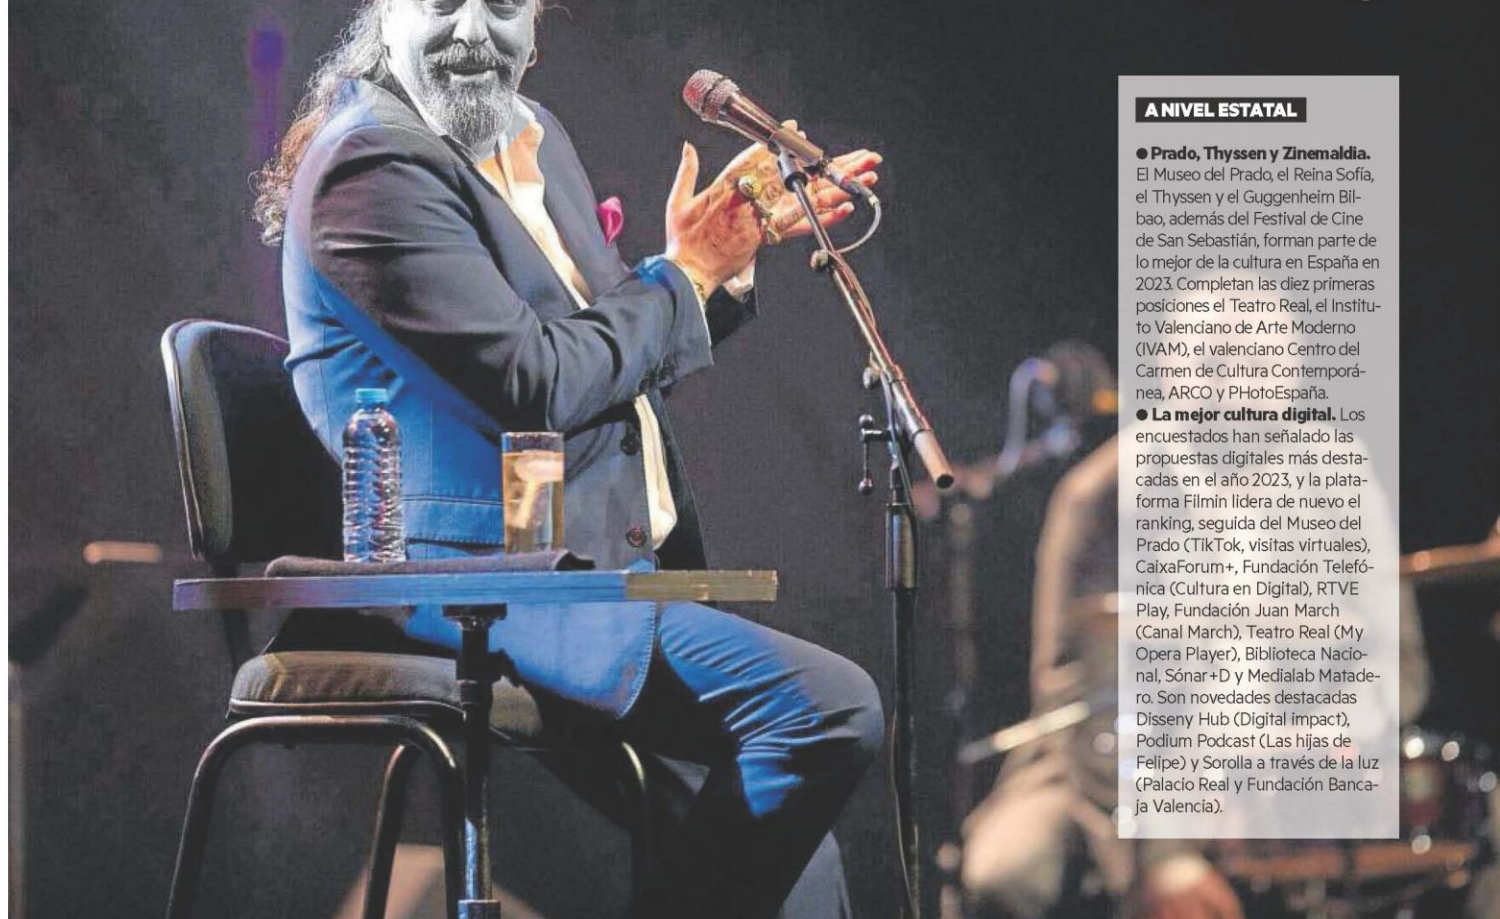 A NIVEL ESTATAL
● Prado, Thyssen y Zinemaldia.
El Museo del Prado, el Reina Sofía,
el Thyssen y el Guggenheim Bil-
bao, además del Festival de Cine
de San Sebastián, forman parte de
lo mejor de la cultura en España en
2023. Completan las diez primeras
posiciones el Teatro Real, el Institu-
to Valenciano de Arte Moderno
(IVAM), el valenciano Centro del
Carmen de Cultura Contemporá-
nea, ARCO y PHotoEspaña.
● La mejor cultura digital. Los
encuestados han señalado las
propuestas digitales más desta-
cadas en el año 2023, y la plata-
forma Filmin lidera de nuevo el
ranking, seguida del Museo del
Prado (TikTok, visitas virtuales),
CaixaForum+, Fundación Telefó-
nica (Cultura en Digital), RTVE
Play, Fundación Juan March
(Canal March), Teatro Real (My
Opera Player), Biblioteca Nacio-
nal, Sónar+D y Medialab Matade-
ro. Son novedades destacadas
Disseny Hub (Digital impact),
Podium Podcast (Las hijas de
Felipe) y Sorolla a través de la luz
(Palacio Real y Fundación Banca-
ja Valencia).